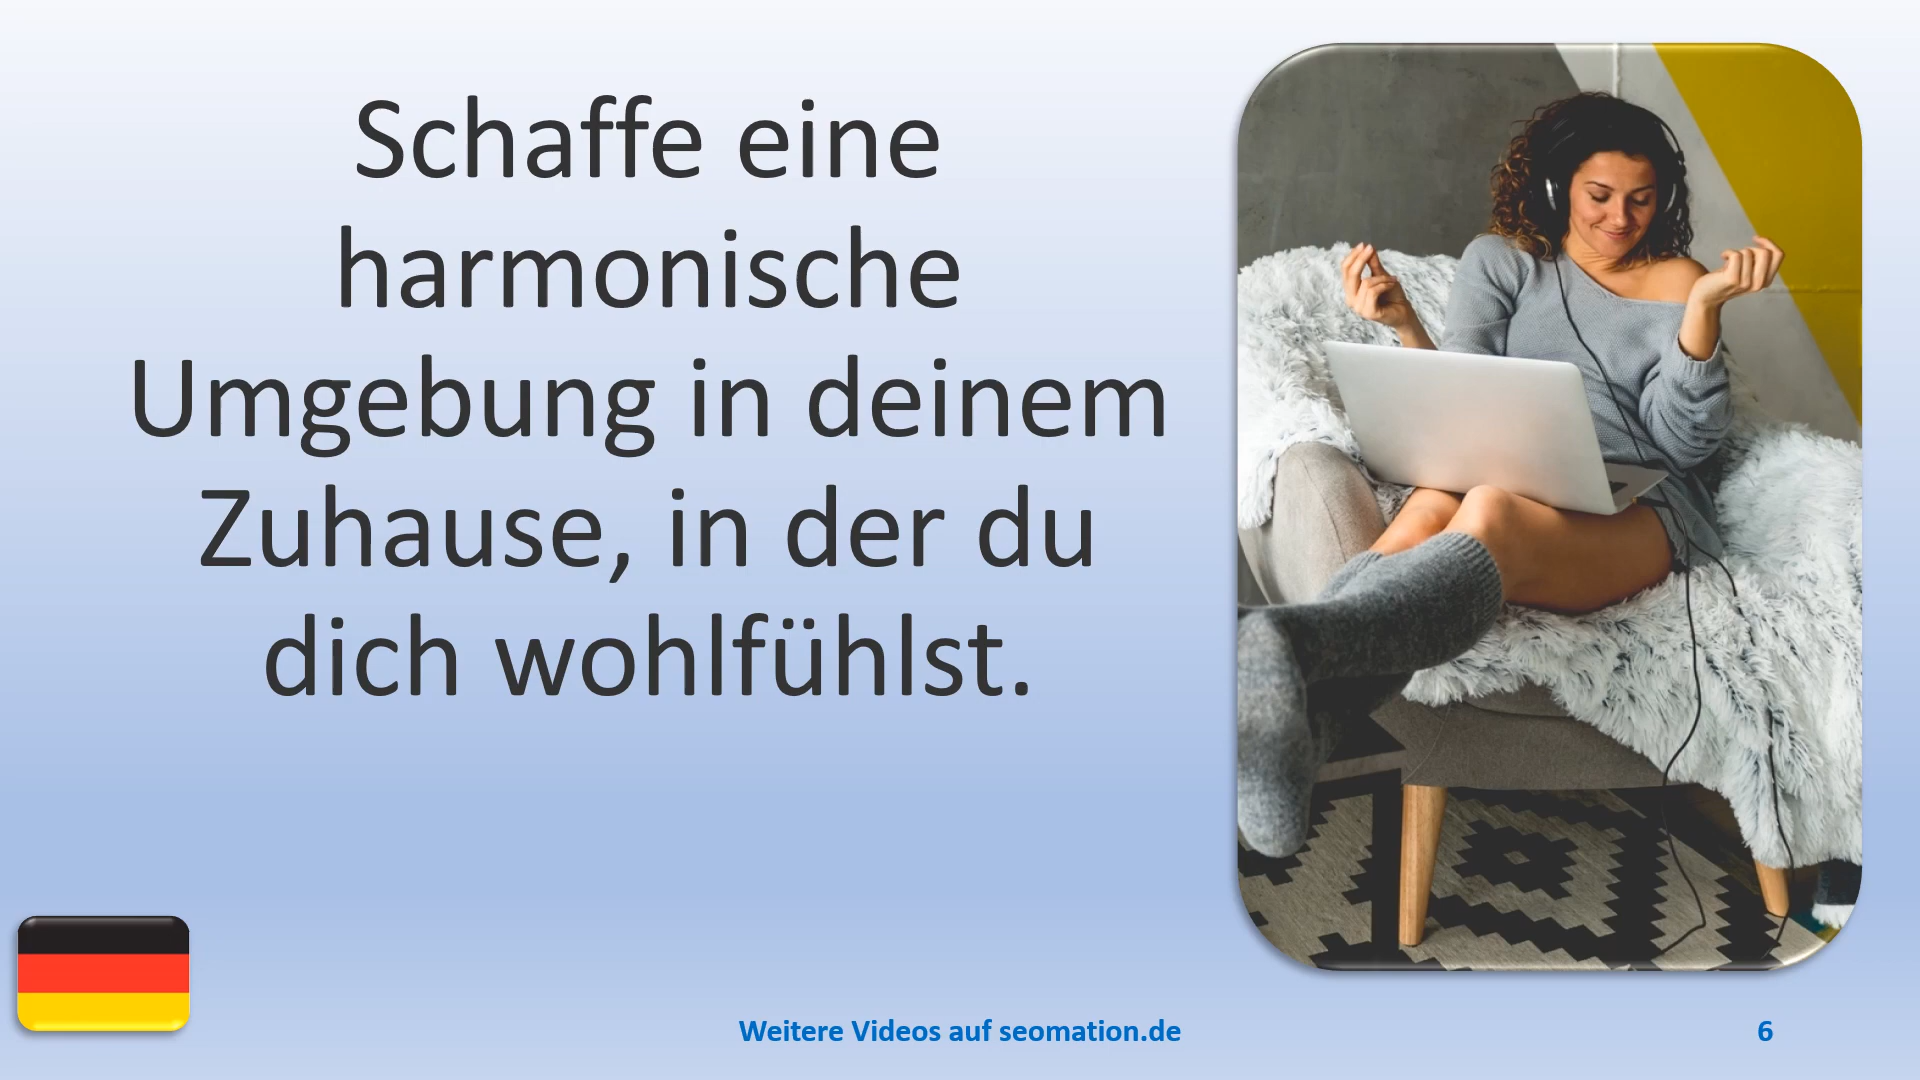 Schaffe eine
harmonische
Umgebung in deinem
Zuhause, in der du
dich wohlfühlst.
Weitere Videos auf seomation.de
6